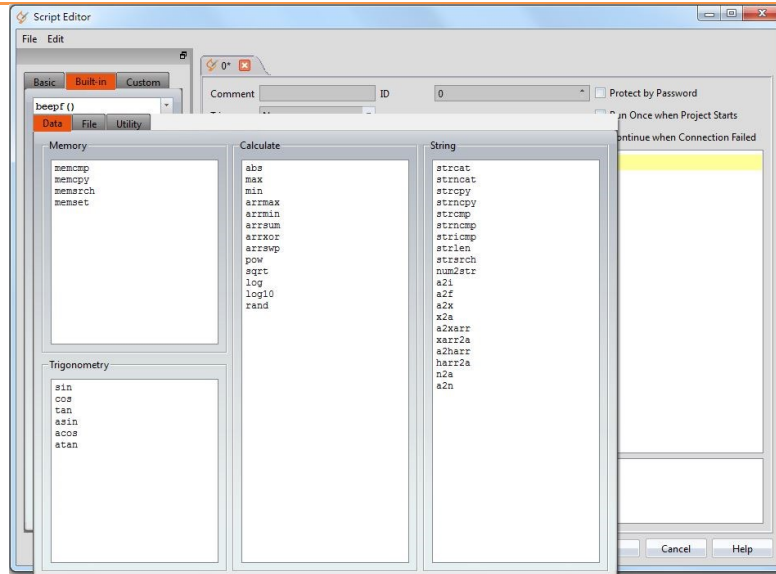 Script Editor
File Edit
0*
Basic Built-in Custom
Comment ID 0 Protect by Password
beepf()
Run Once when Project Starts
Data File Utility
Continue when Connection Failed
Memory
memcmp
memcpy
memsrch
memset
Trigonometry
sin
cos
tan
asin
acos
atan
Calculate
abs
max
min
arrmax
arrmin
arrsum
arrxor
arrswp
pow
sqrt
log
log10
rand
String
strcat
strncat
strcpy
strncpy
strcmp
strncmp
stricmp
strlen
strsrch
num2str
a2i
a2f
a2x
x2a
a2xarr
xarr2a
a2harr
harr2a
n2a
a2n
Cancel Help